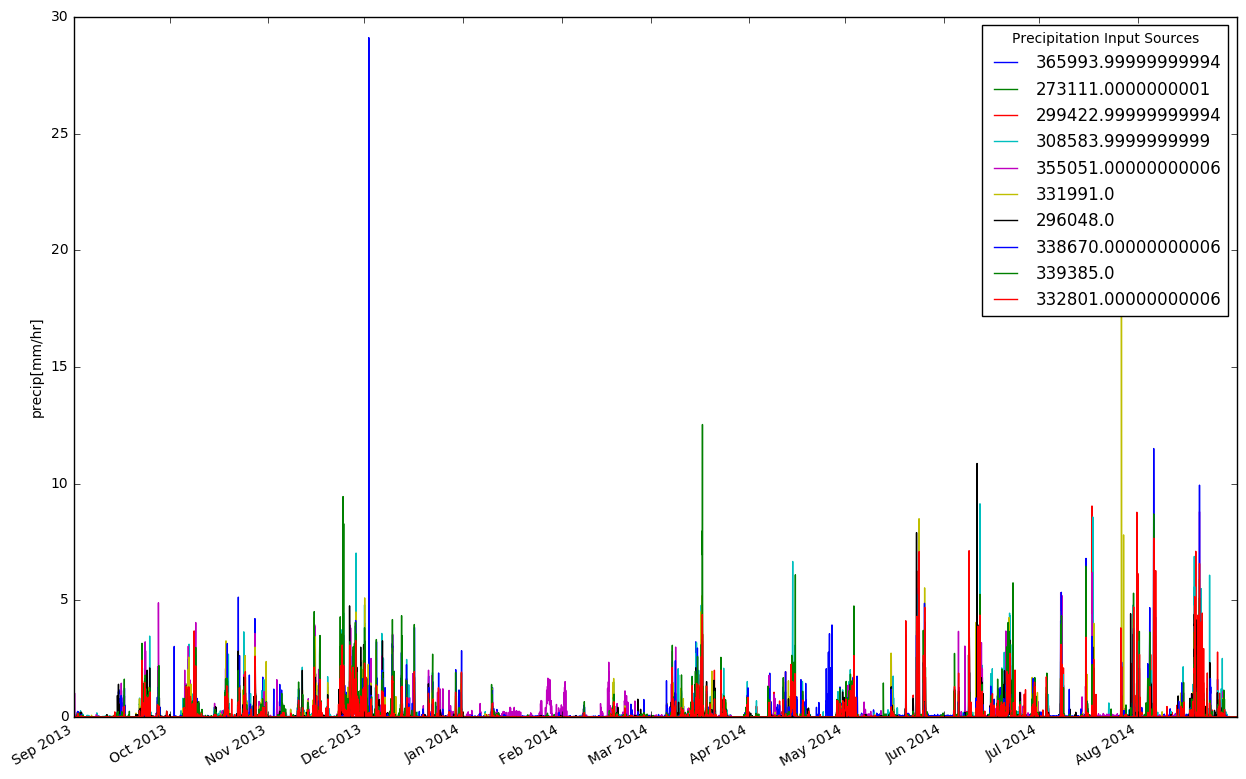 30
25
20
15
10
5
0
precip[mm/hr]
Precipitation Input Sources
365993.99999999994
273111.0000000001
299422.99999999994
308583.9999999999
355051.00000000006
331991.0
296048.0
338670.00000000006
339385.0
332801.00000000006
Sep 2013
Oct 2013
Nov 2013
Dec 2013
Jan 2014
Feb 2014
Mar 2014
Apr 2014
May 2014
Jun 2014
Jul 2014
Aug 2014